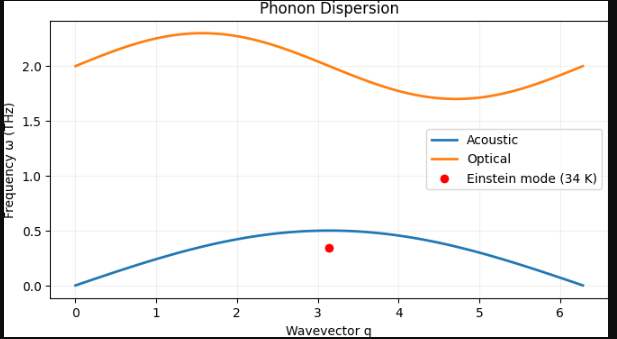 Phonon Dispersion
Frequency ω (THz)
2.0
1.5
1.0
0.5
0.0
Acoustic
Optical
Einstein mode (34 K)
0 1 2 3 4 5 6
Wavevector q